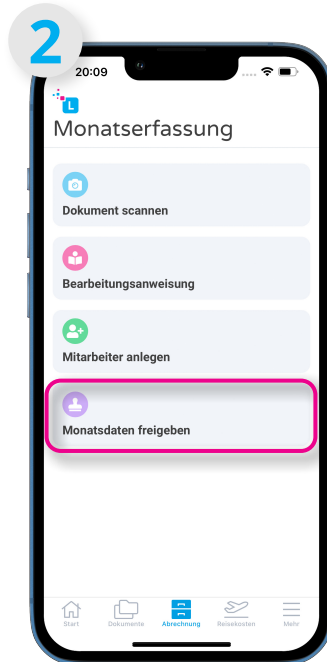 2
20:09
L
Monatserfassung
Dokument scannen
Bearbeitungsanweisung
Mitarbeiter anlegen
Monatsdaten freigeben
Start Dokumente Abrechnung Reisekosten Mehr